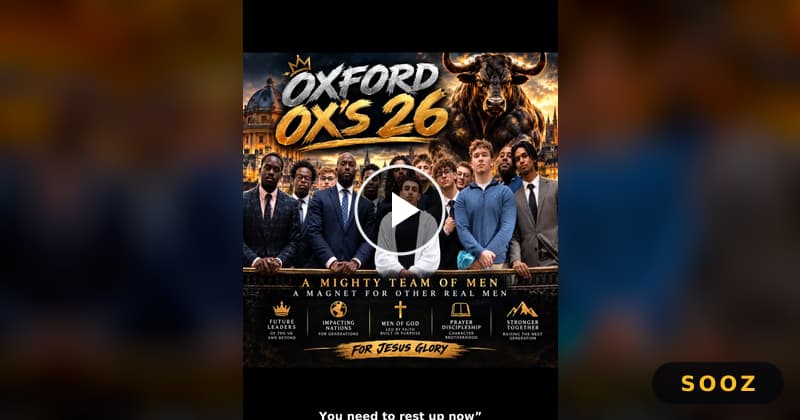 OXFORD
OX'S 26
A MIGHTY TEAM OF MEN
A MAGNET FOR OTHER REAL MEN
FUTURE
LEADERS
OF THE UK
AND BEYOND
IMPACTING
NATIONS
FOR GENERATIONS
MEN OF GOD
LED BY FAITH
BUILT IN PURPOSE
PRAYER
DISCIPLESHIP
CHARACTER
BROTHERHOOD
STRONGER
TOGETHER
RAISING THE NEXT
GENERATION
FOR JESUS GLORY
You need to rest up now”
SOOZ